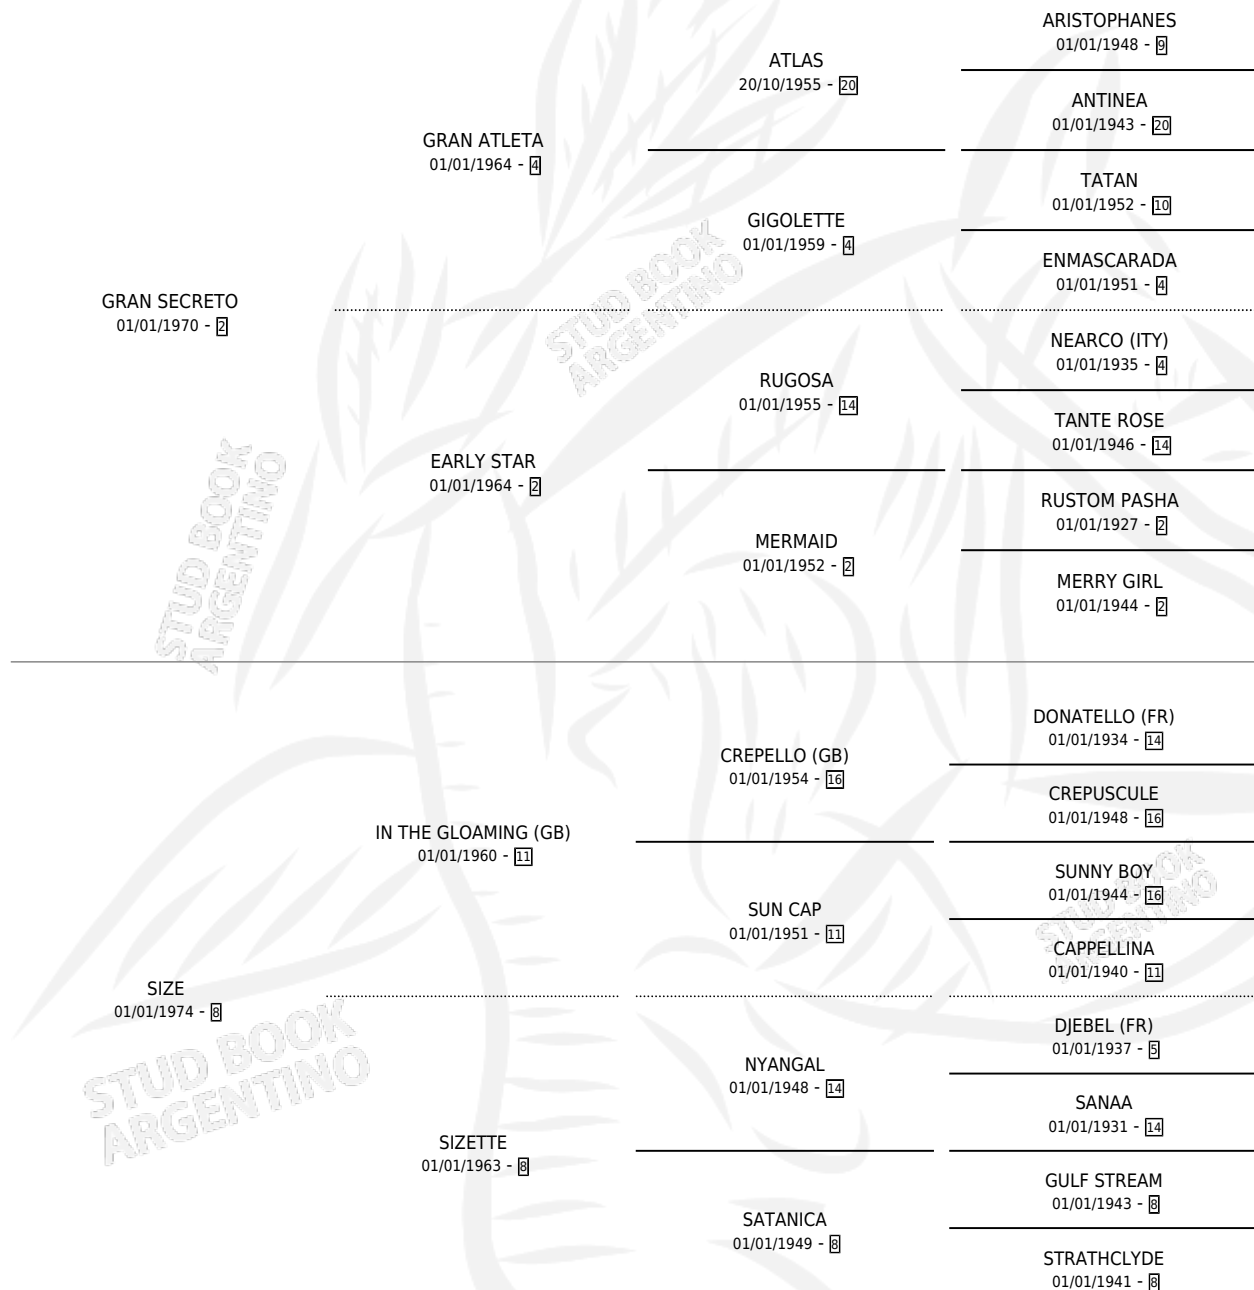 GRAN SECRETO
01/01/1970 - 2
GRAN ATLETA
01/01/1964 - 4
ATLAS
20/10/1955 - 20
ARISTOPHANES
01/01/1948 - 9
ANTINEA
01/01/1943 - 20
GIGOLETTE
01/01/1959 - 4
TATAN
01/01/1952 - 10
ENMASCARADA
01/01/1951 - 4
EARLY STAR
01/01/1964 - 2
RUGOSA
01/01/1955 - 14
NEARCO (ITY)
01/01/1935 - 4
TANTE ROSE
01/01/1946 - 14
MERMAID
01/01/1952 - 2
RUSTOM PASHA
01/01/1927 - 2
MERRY GIRL
01/01/1944 - 2
SIZE
01/01/1974 - 8
IN THE GLOAMING (GB)
01/01/1960 - 11
CREPELLO (GB)
01/01/1954 - 16
DONATELLO (FR)
01/01/1934 - 14
CREPUSCULE
01/01/1948 - 16
SUN CAP
01/01/1951 - 11
SUNNY BOY
01/01/1944 - 16
CAPPELLINA
01/01/1940 - 11
SIZETTE
01/01/1963 - 8
NYANGAL
01/01/1948 - 14
DJEBEL (FR)
01/01/1937 - 5
SANAA
01/01/1931 - 14
SATANICA
01/01/1949 - 8
GULF STREAM
01/01/1943 - 8
STRATHCLYDE
01/01/1941 - 8
STUD BOOK
ARGENTINO
STUD BOOK
ARGENTINO
STUD BOOK
ARGENTINO
STUD BOOK
ARGENTINO